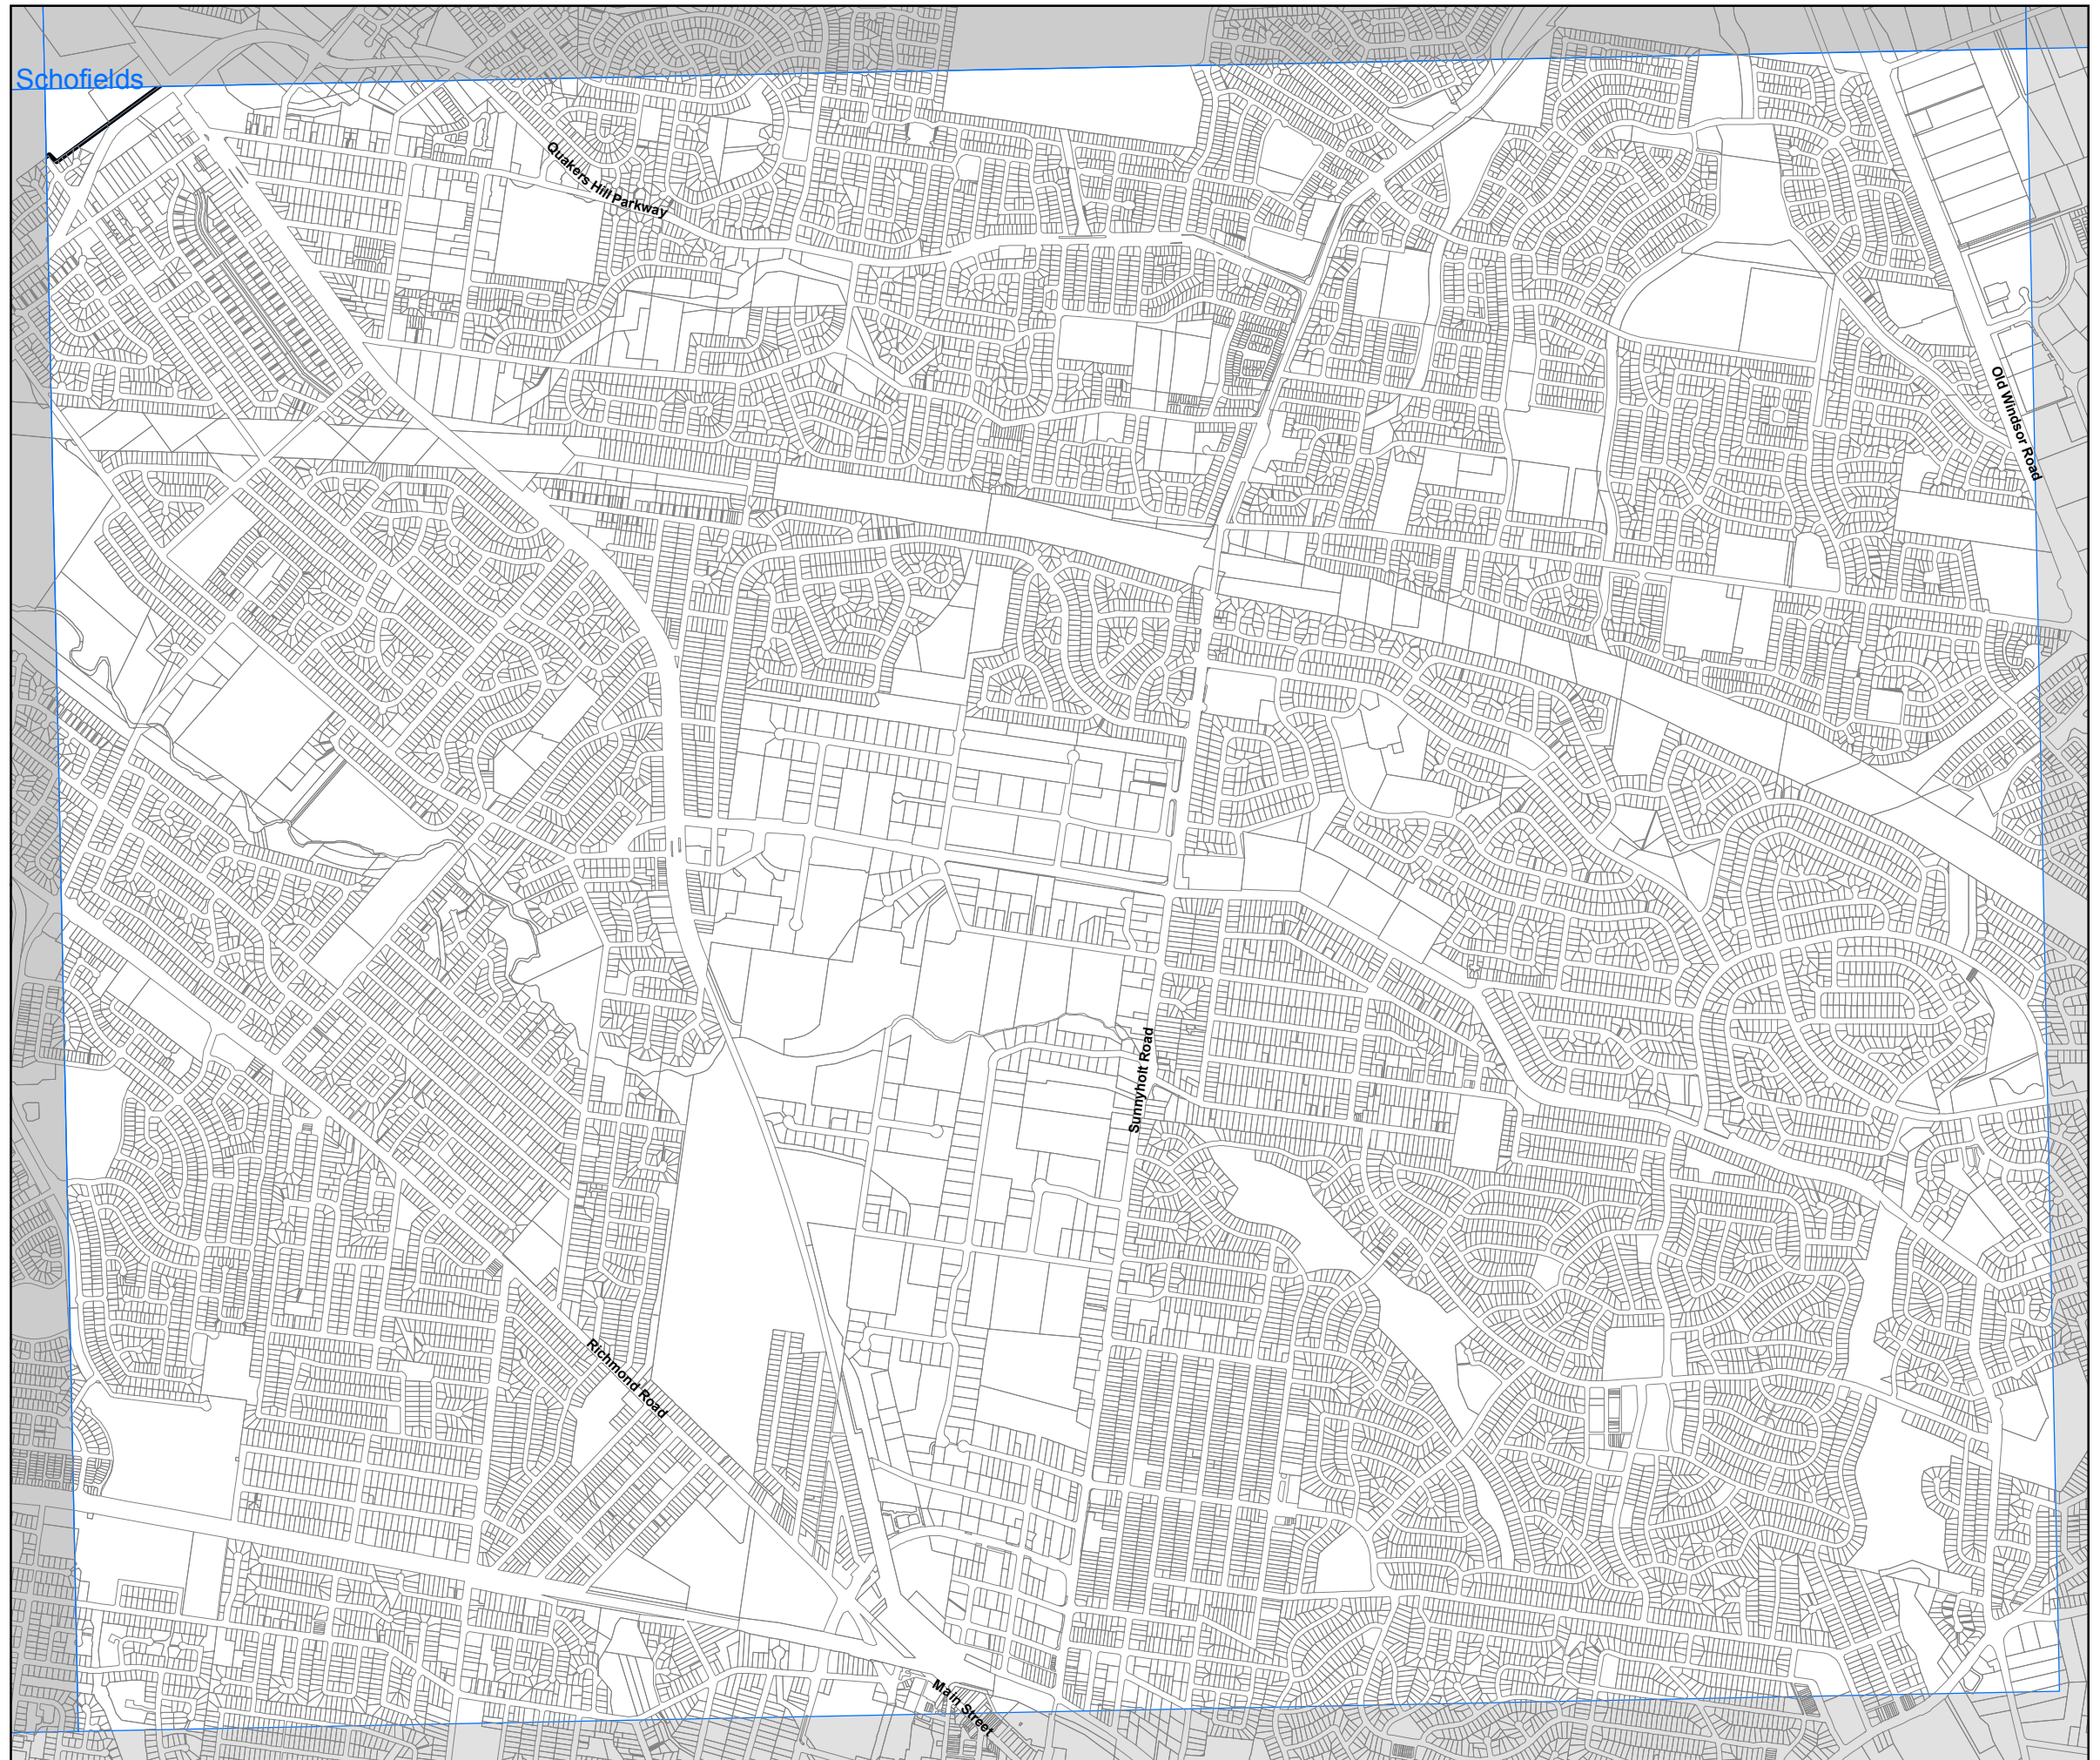 Schofields
Quakers Hill Parkway
Old Windsor Road
Sunnyholt Road
Richmond Road
Main Street